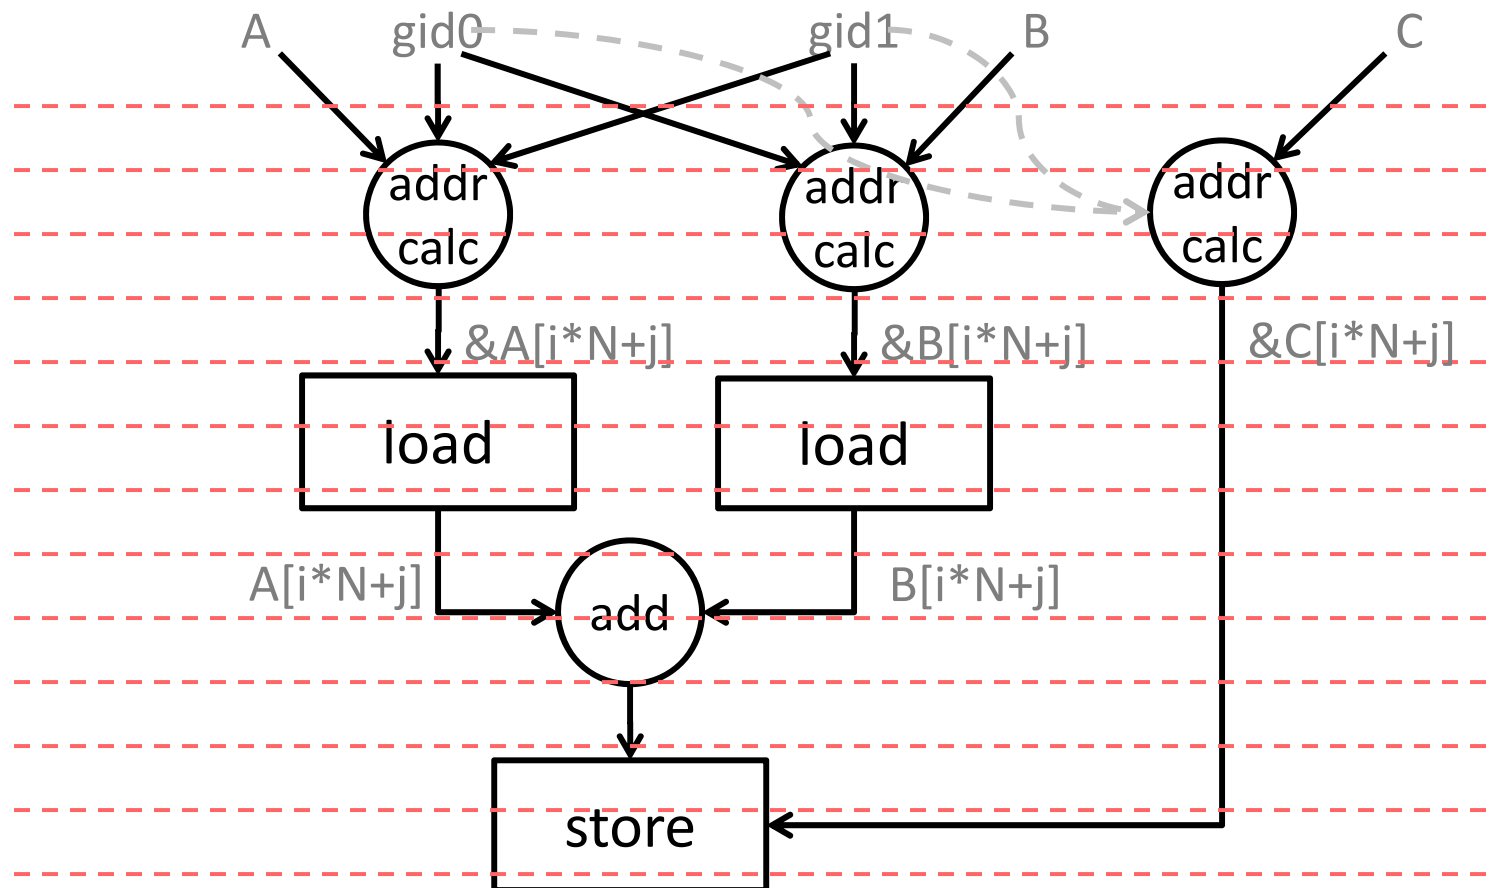 A gid0 gid1 B C
addr
calc
addr
calc
addr
calc
&A[i*N+j] &B[i*N+j] &C[i*N+j]
load load
A[i*N+j] add B[i*N+j]
store